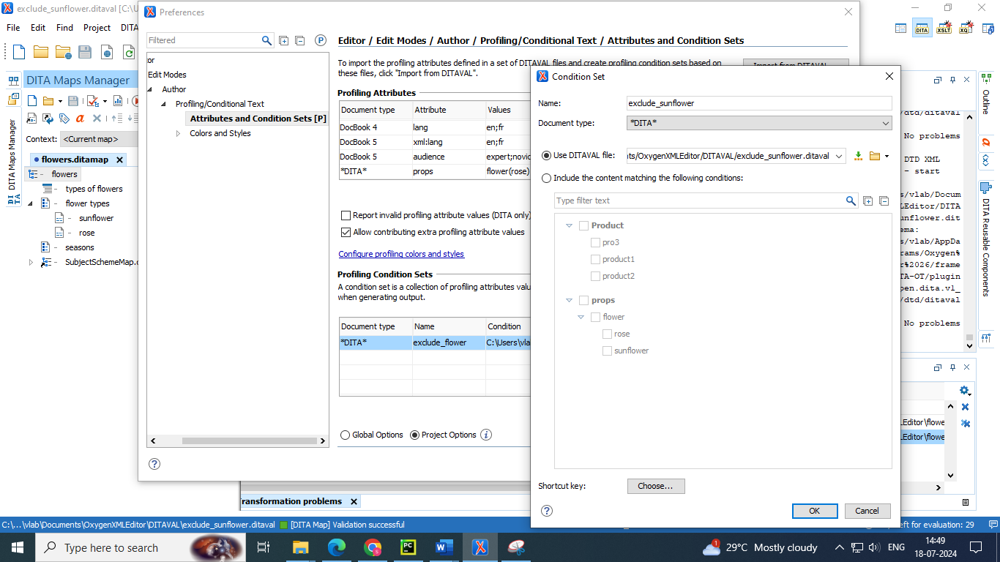 exclude_sunflower.ditaval [C:\U
File Edit Find Project DITA
DITA Maps Manager
Context: <Current map>
flowers.ditamap
flowers
types of flowers
flower types
sunflower
rose
seasons
SubjectSchemeMap.
DITA Maps Manager
Preferences
Filtered
or
Edit Modes
Author
Profiling/Conditional Text
Attributes and Condition Sets [P]
Colors and Styles
Editor / Edit Modes / Author / Profiling/Conditional Text / Attributes and Condition Sets
To import the profiling attributes defined in a set of DITAVAL files and create profiling condition sets based on
these files, click "Import from DITAVAL".
Import from DITAVAL
Profiling Attributes
Document type Attribute Values
DocBook 4 lang en;fr
DocBook 5 xml:lang en;fr
DocBook 5 audience expert;novic
*DITA* props flower(rose)
Report invalid profiling attribute values (DITA only)
Allow contributing extra profiling attribute values
Configure profiling colors and styles
Profiling Condition Sets
A condition set is a collection of profiling attributes valu
when generating output.
Document type Name Condition
*DITA* exclude_flower C:\Users\vla
Global Options Project Options
Condition Set
Name: exclude_sunflower
Document type: *DITA*
Use DITAVAL file: ts/OxygenXMLEditor/DITAVAL/exclude_sunflower.ditaval
Include the content matching the following conditions:
Type filter text
Product
pro3
product1
product2
props
flower
rose
sunflower
Shortcut key: Choose...
OK Cancel
DITA XSLT XQ
/dtd/ditaval
No problems
DTD XML
- start
s/vlab/Docum
LEditor/DITA
unflower.dit
ema:
s/vlab/AppDa
rams/Oxygen%
r%2026/frame
TA-OT/plugin
pen.dita.vl_
/dtd/ditaval
No problems
Outline
DITA Reusable Components
LEditor\flowe
LEditor\flowe
ransformation problems
C:\...\vlab\Documents\OxygenXMLEditor\DITAVAL\exclude_sunflower.ditaval [DITA Map] Validation successful
eft for evaluation: 29
Type here to search
29°C Mostly cloudy
ENG
14:49
18-07-2024